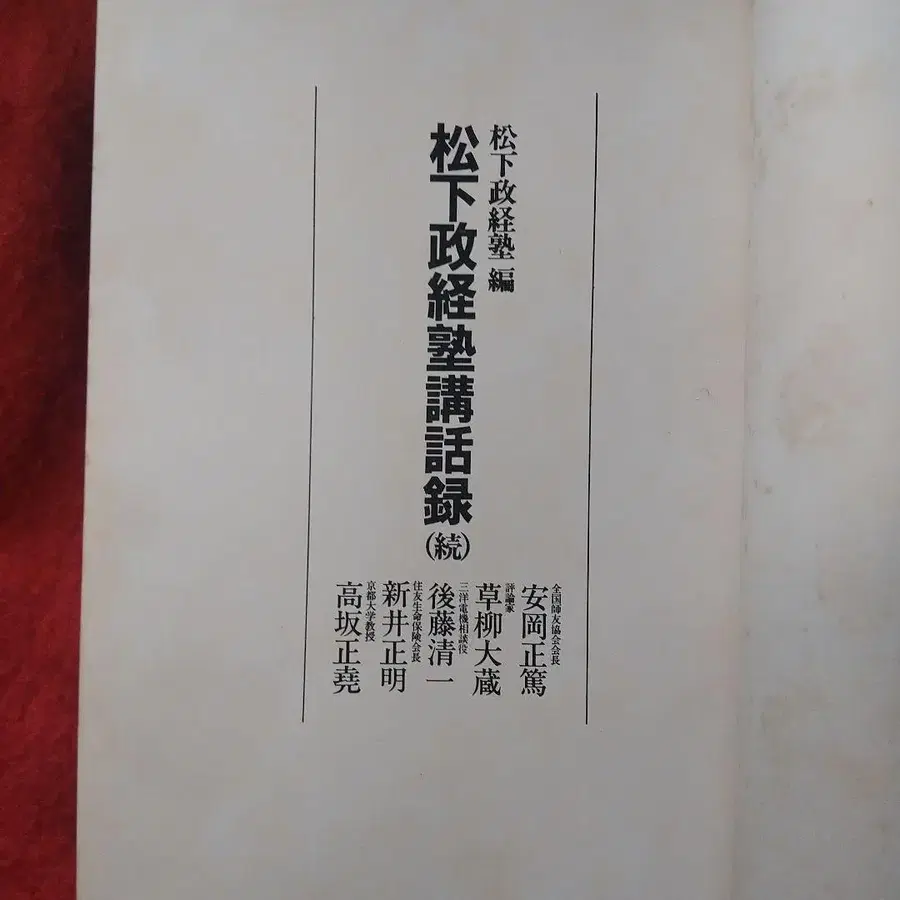 松下政経塾 編
松下政経塾講話録(続)
全国師友協会会長
安岡正篤
評論家
草柳大蔵
三洋電機相談役
後藤清一
住友生命保険会長
新井正明
京都大学教授
高坂正堯